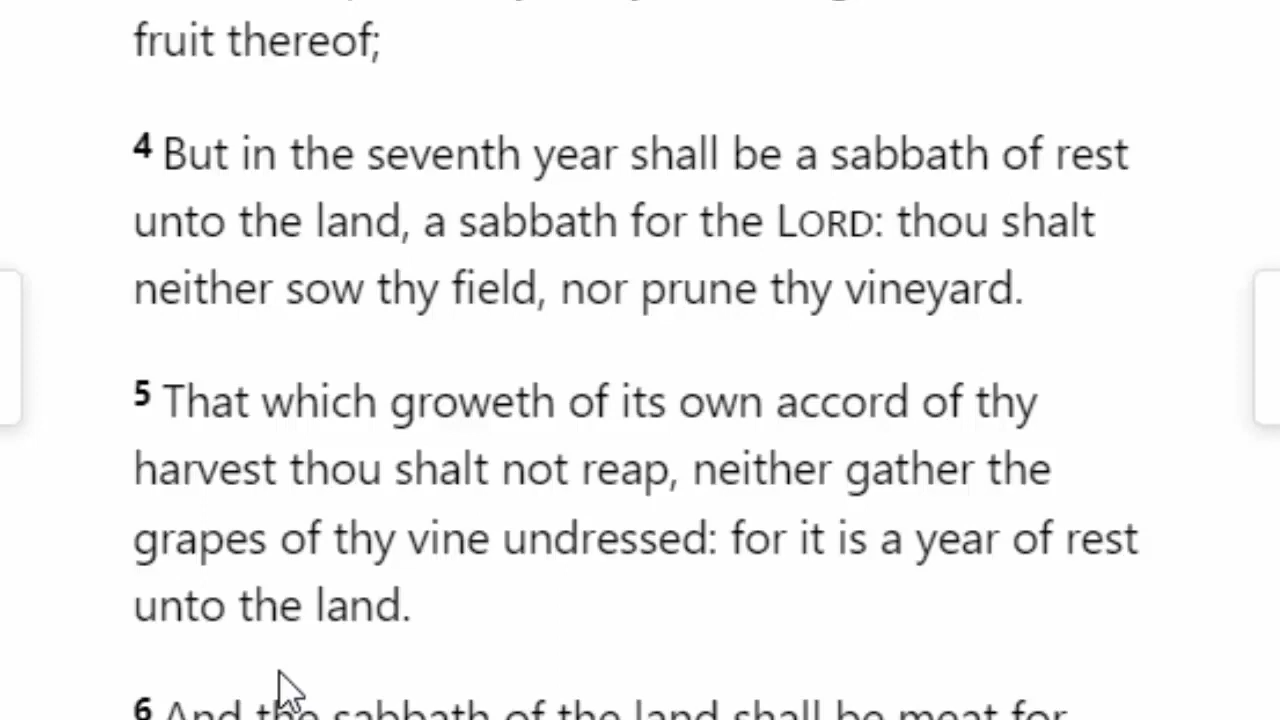 fruit thereof;
4 But in the seventh year shall be a sabbath of rest
unto the land, a sabbath for the LORD: thou shalt
neither sow thy field, nor prune thy vineyard.
5 That which groweth of its own accord of thy
harvest thou shalt not reap, neither gather the
grapes of thy vine undressed: for it is a year of rest
unto the land.
6 And the sabbath of the land shall be meat for